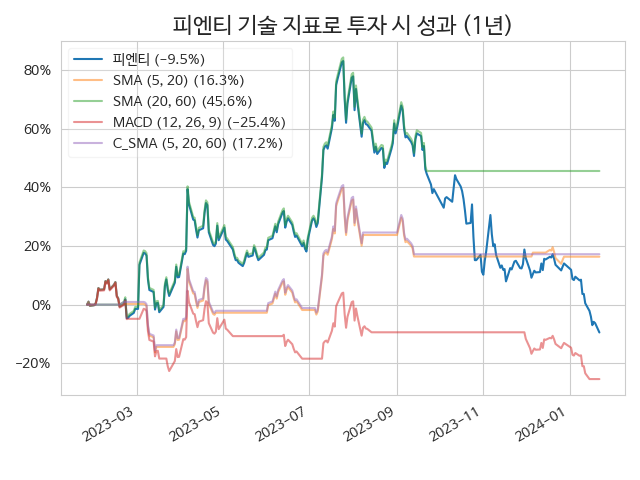 피엔티 기술 지표로 투자 시 성과 (1년)
피엔티 (−9.5%)
SMA (5, 20) (16.3%)
SMA (20, 60) (45.6%)
MACD (12, 26, 9) (−25.4%)
C_SMA (5, 20, 60) (17.2%)
80%
60%
40%
20%
0%
−20%
2023−03
2023−05
2023−07
2023−09
2023−11
2024−01